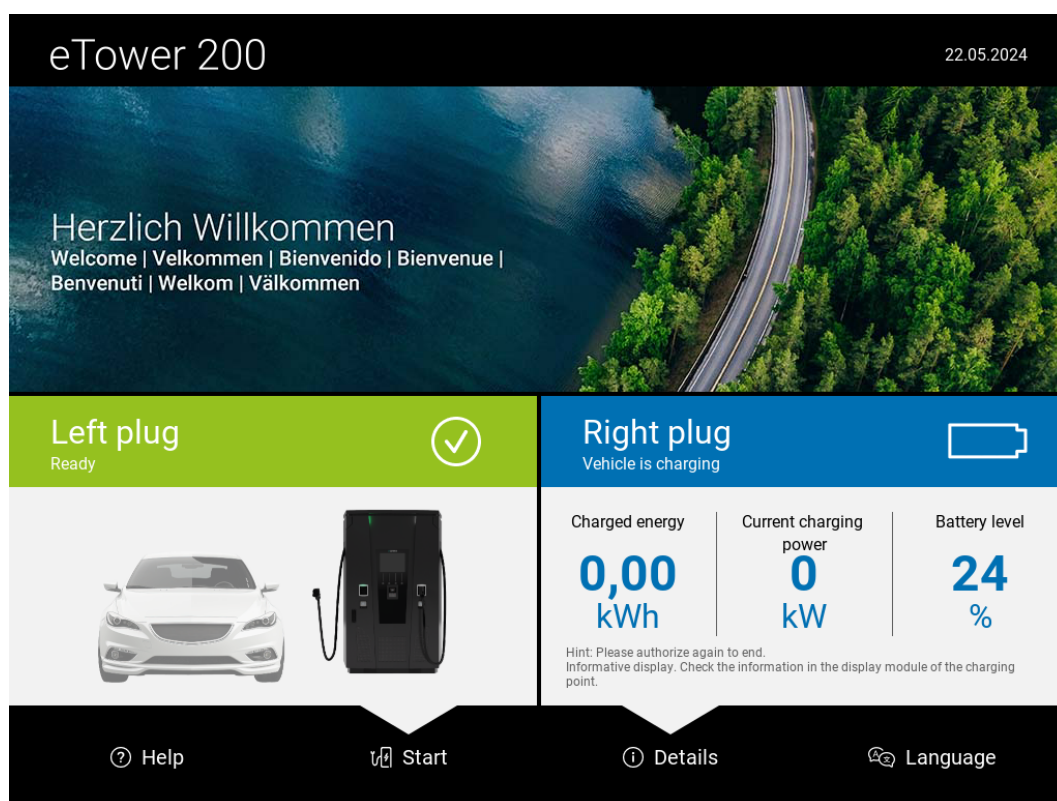 eTower 200
22.05.2024
Herzlich Willkommen
Welcome | Velkommen | Bienvenido | Bienvenue |
Benvenuti | Welkom | Välkommen
Left plug
Ready
Right plug
Vehicle is charging
Charged energy
0,00
kWh
Current charging
power
0
kW
Battery level
24
%
Hint: Please authorize again to end.
Informative display. Check the information in the display module of the charging
point.
Help
Start
Details
Language